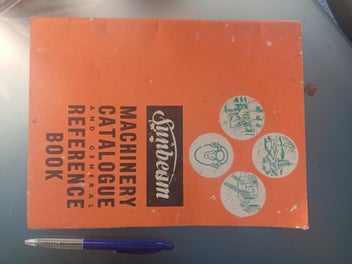 Sunbeam
MACHINERY
CATALOGUE
AND GENERAL
REFERENCE
BOOK